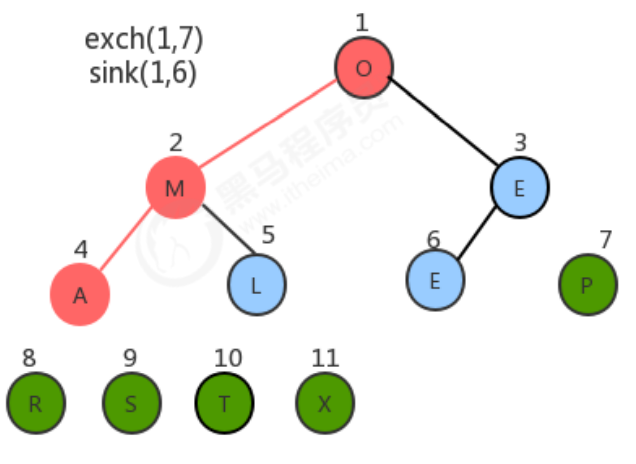 exch(1,7)
sink(1,6)
1
O
2
M
3
E
4
A
5
L
6
E
7
P
8
R
9
S
10
T
11
X
黑马程序员
www.itheima.com